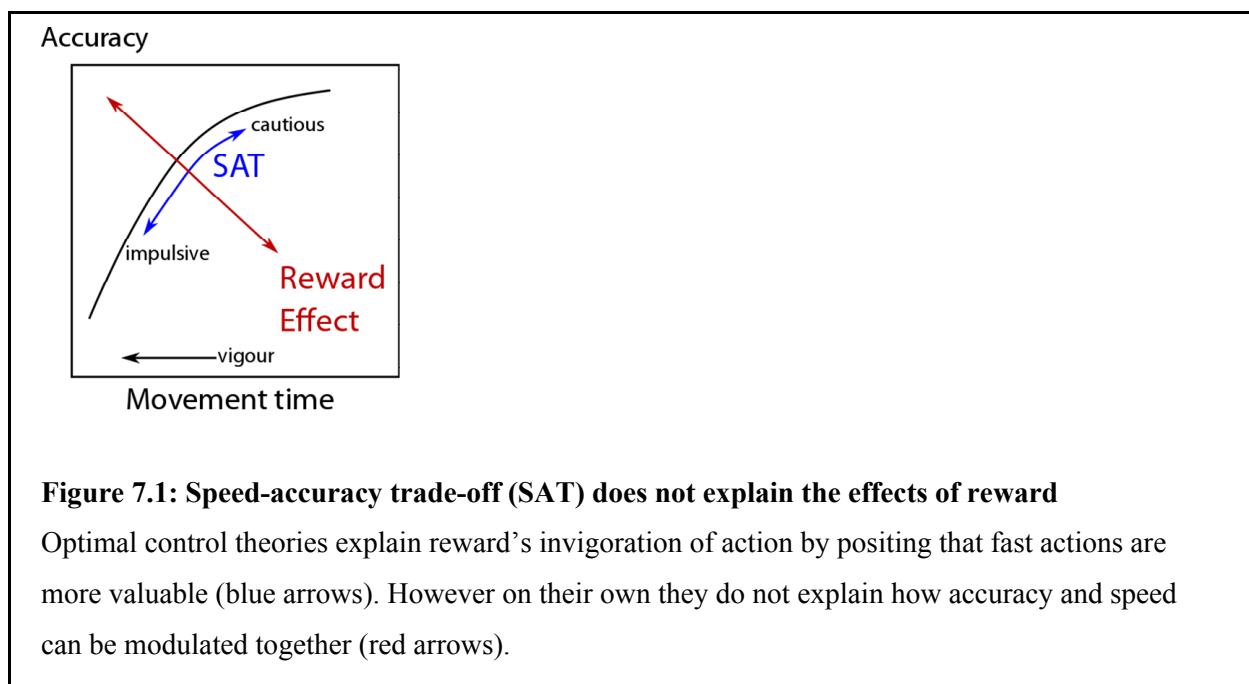 Accuracy
cautious
SAT
impulsive
Reward
Effect
vigour
Movement time
Figure 7.1: Speed-accuracy trade-off (SAT) does not explain the effects of reward
Optimal control theories explain reward’s invigoration of action by positing that fast actions are
more valuable (blue arrows). However on their own they do not explain how accuracy and speed
can be modulated together (red arrows).